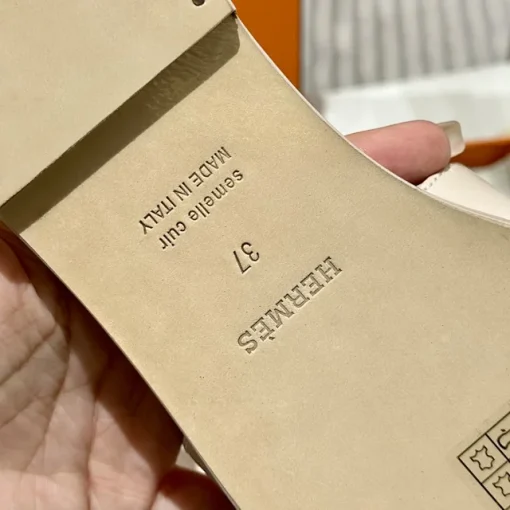 HERMÈS
37
semelle cuir
MADE IN ITALY